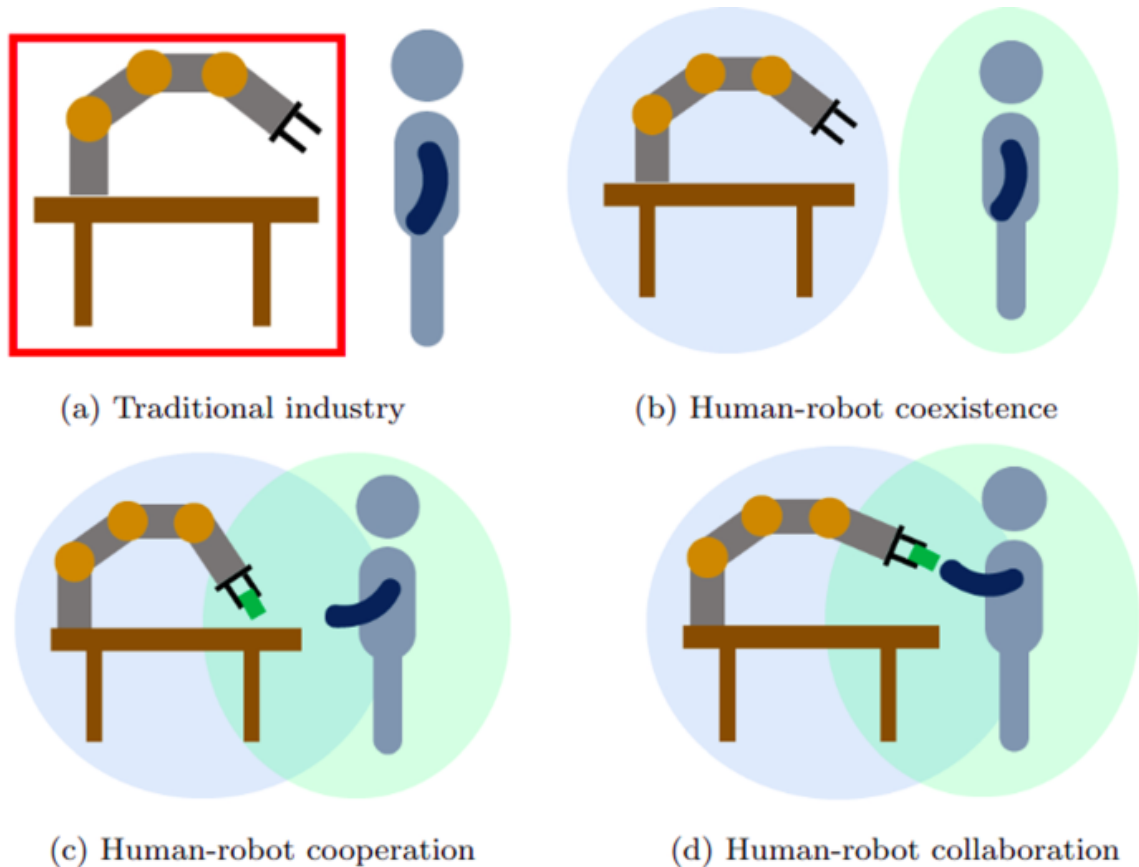 (a) Traditional industry
(b) Human-robot coexistence
(c) Human-robot cooperation
(d) Human-robot collaboration